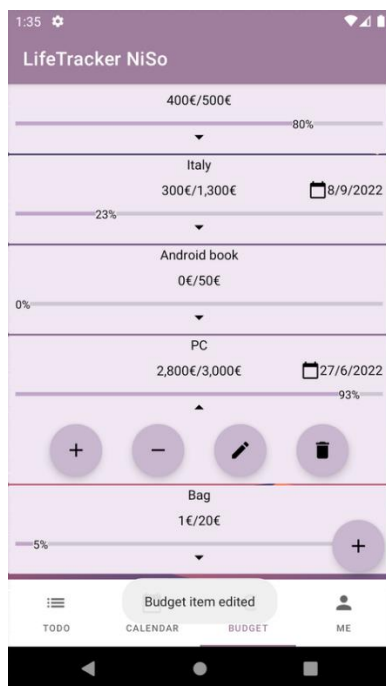 1:35
LifeTracker NiSo
400€/500€
80%
Italy
300€/1,300€ 8/9/2022
23%
Android book
0€/50€
0%
PC
2,800€/3,000€ 27/6/2022
93%
Bag
1€/20€
5%
Budget item edited
TODO CALENDAR BUDGET ME